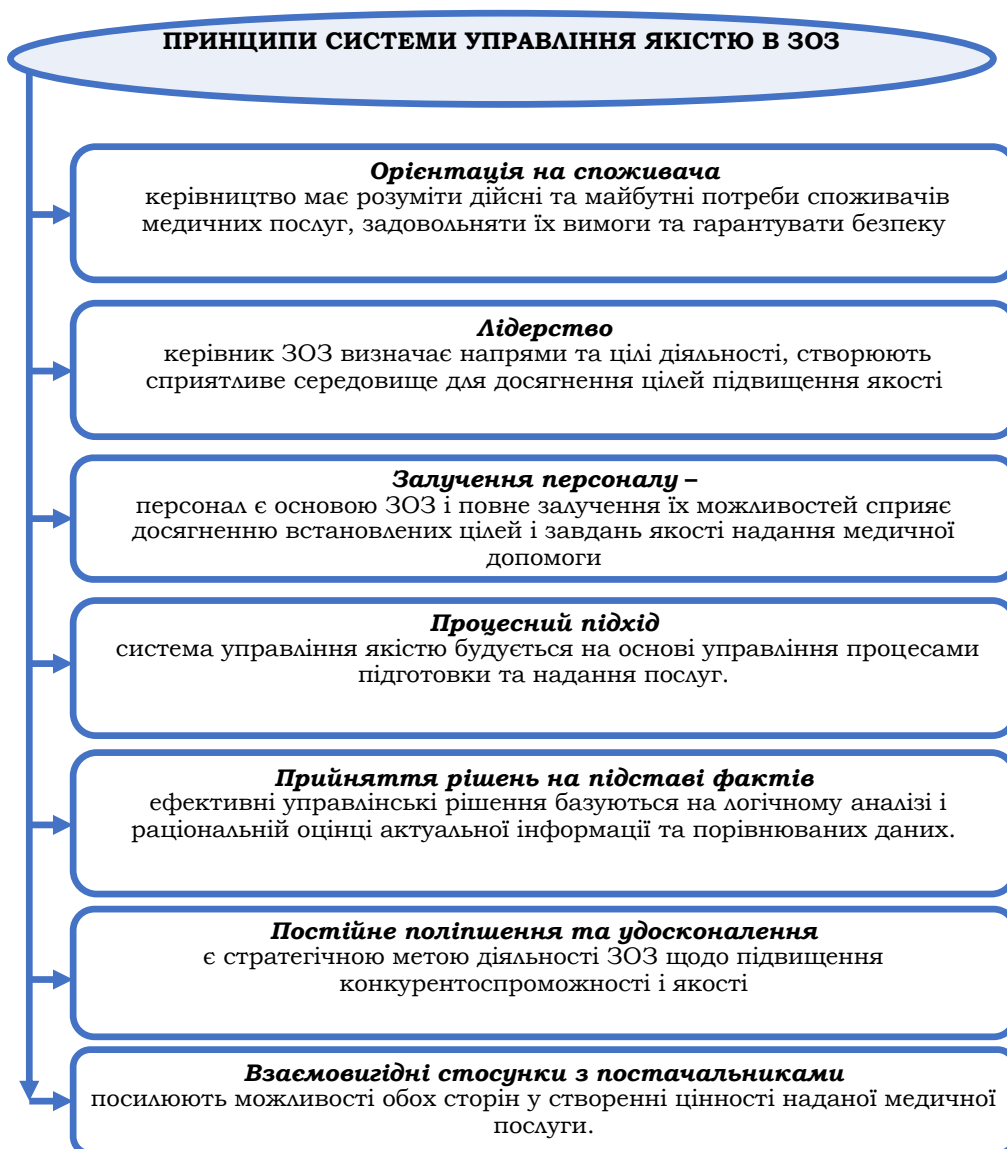 ПРИНЦИПИ СИСТЕМИ УПРАВЛІННЯ ЯКІСТЮ В ЗОЗ
Орієнтація на споживача
керівництво має розуміти дійсні та майбутні потреби споживачів
медичних послуг, задовольняти їх вимоги та гарантувати безпеку
Лідерство
керівник ЗОЗ визначає напрями та цілі діяльності, створюють
сприятливе середовище для досягнення цілей підвищення якості
Залучення персоналу –
персонал є основою ЗОЗ і повне залучення їх можливостей сприяє
досягненню встановлених цілей і завдань якості надання медичної
допомоги
Процесний підхід
система управління якістю будується на основі управління процесами
підготовки та надання послуг.
Прийняття рішень на підставі фактів
ефективні управлінські рішення базуються на логічному аналізі і
раціональній оцінці актуальної інформації та порівнюваних даних.
Постійне поліпшення та удосконалення
є стратегічною метою діяльності ЗОЗ щодо підвищення
конкурентоспроможності і якості
Взаємовигідні стосунки з постачальниками
посилюють можливості обох сторін у створенні цінності наданої медичної
послуги.